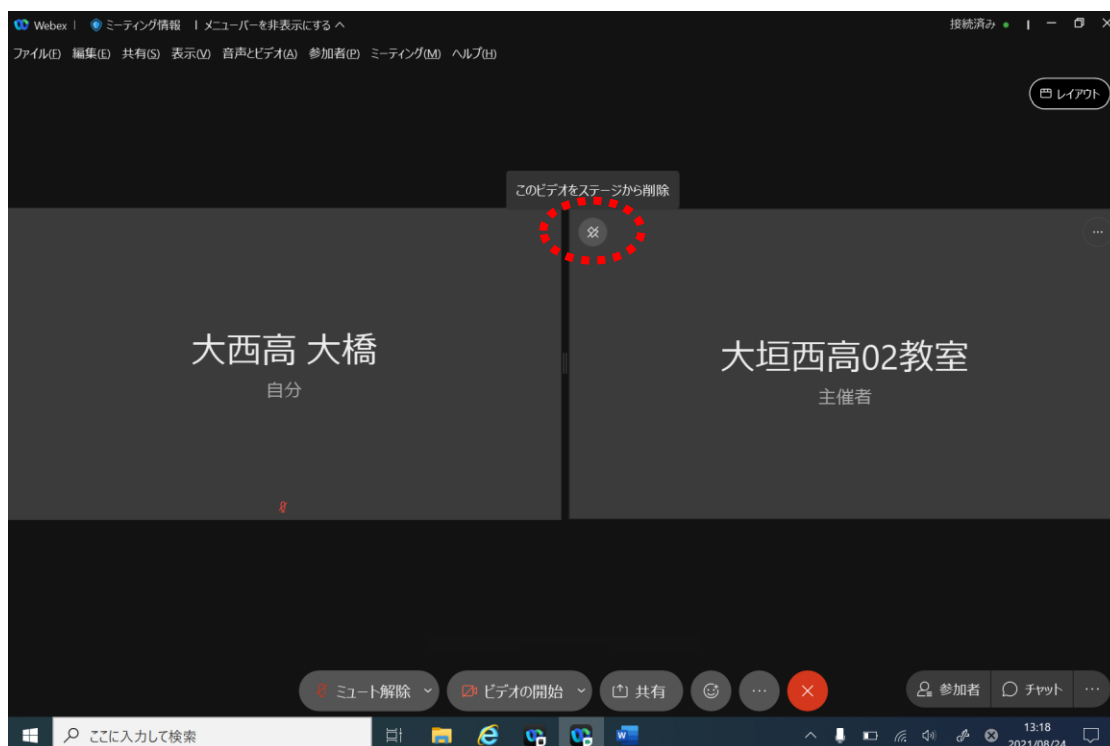 Webex | ミーティング情報 | メニューバーを非表示にする ヘ 接続済み
ファイル(F) 編集(E) 共有(S) 表示(V) 音声とビデオ(A) 参加者(P) ミーティング(M) ヘルプ(H)
レイアウト
このビデオをステージから削除
大西高 大橋
自分
大垣西高02教室
主催者
ミュート解除 ビデオの開始 共有 参加者 チャット
ここに入力して検索
13:18
2021/08/24